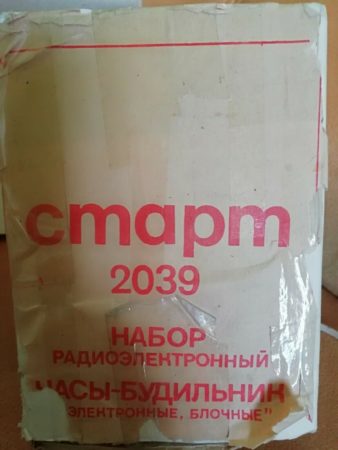 старт
2039
НАБОР
РАДИОЭЛЕКТРОННЫЙ
ЧАСЫ-БУДИЛЬНИК
ЭЛЕКТРОННЫЕ, БЛОЧНЫЕ"